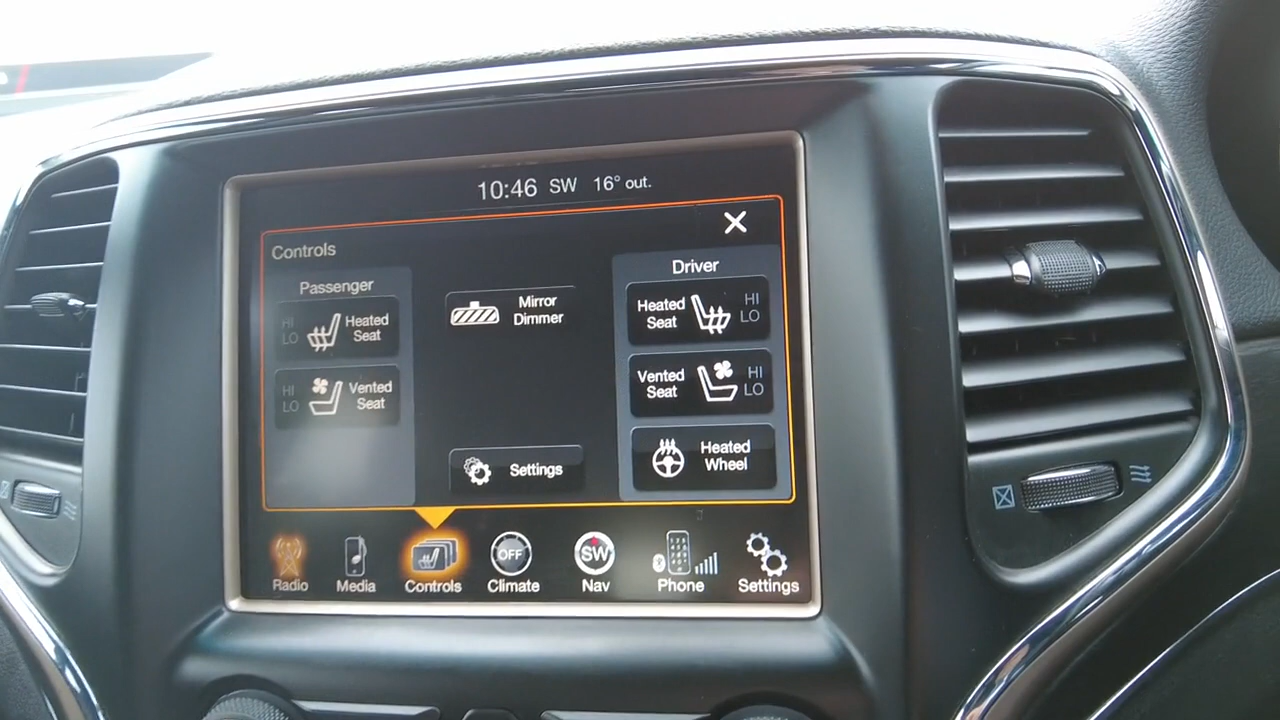 10:46 SW 16° out.
Controls
Passenger
HI
LO
Heated
Seat
HI
LO
Vented
Seat
Mirror
Dimmer
Settings
Driver
Heated
Seat
HI
LO
Vented
Seat
HI
LO
Heated
Wheel
OFF
SW
Radio
Media
Controls
Climate
Nav
Phone
Settings